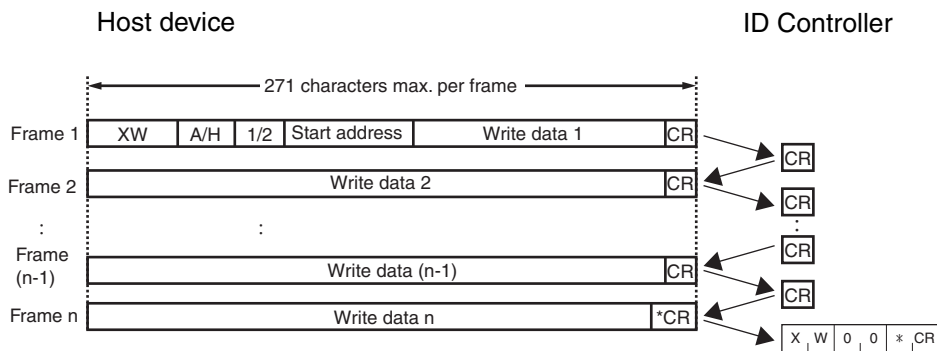 Host device ID Controller
271 characters max. per frame
Frame 1 XW A/H 1/2 Start address Write data 1 CR
CR
Frame 2 Write data 2 CR
CR
: : :
CR
Frame
(n-1) Write data (n-1) CR
CR
Frame n Write data n *CR
X W 0 0 * CR